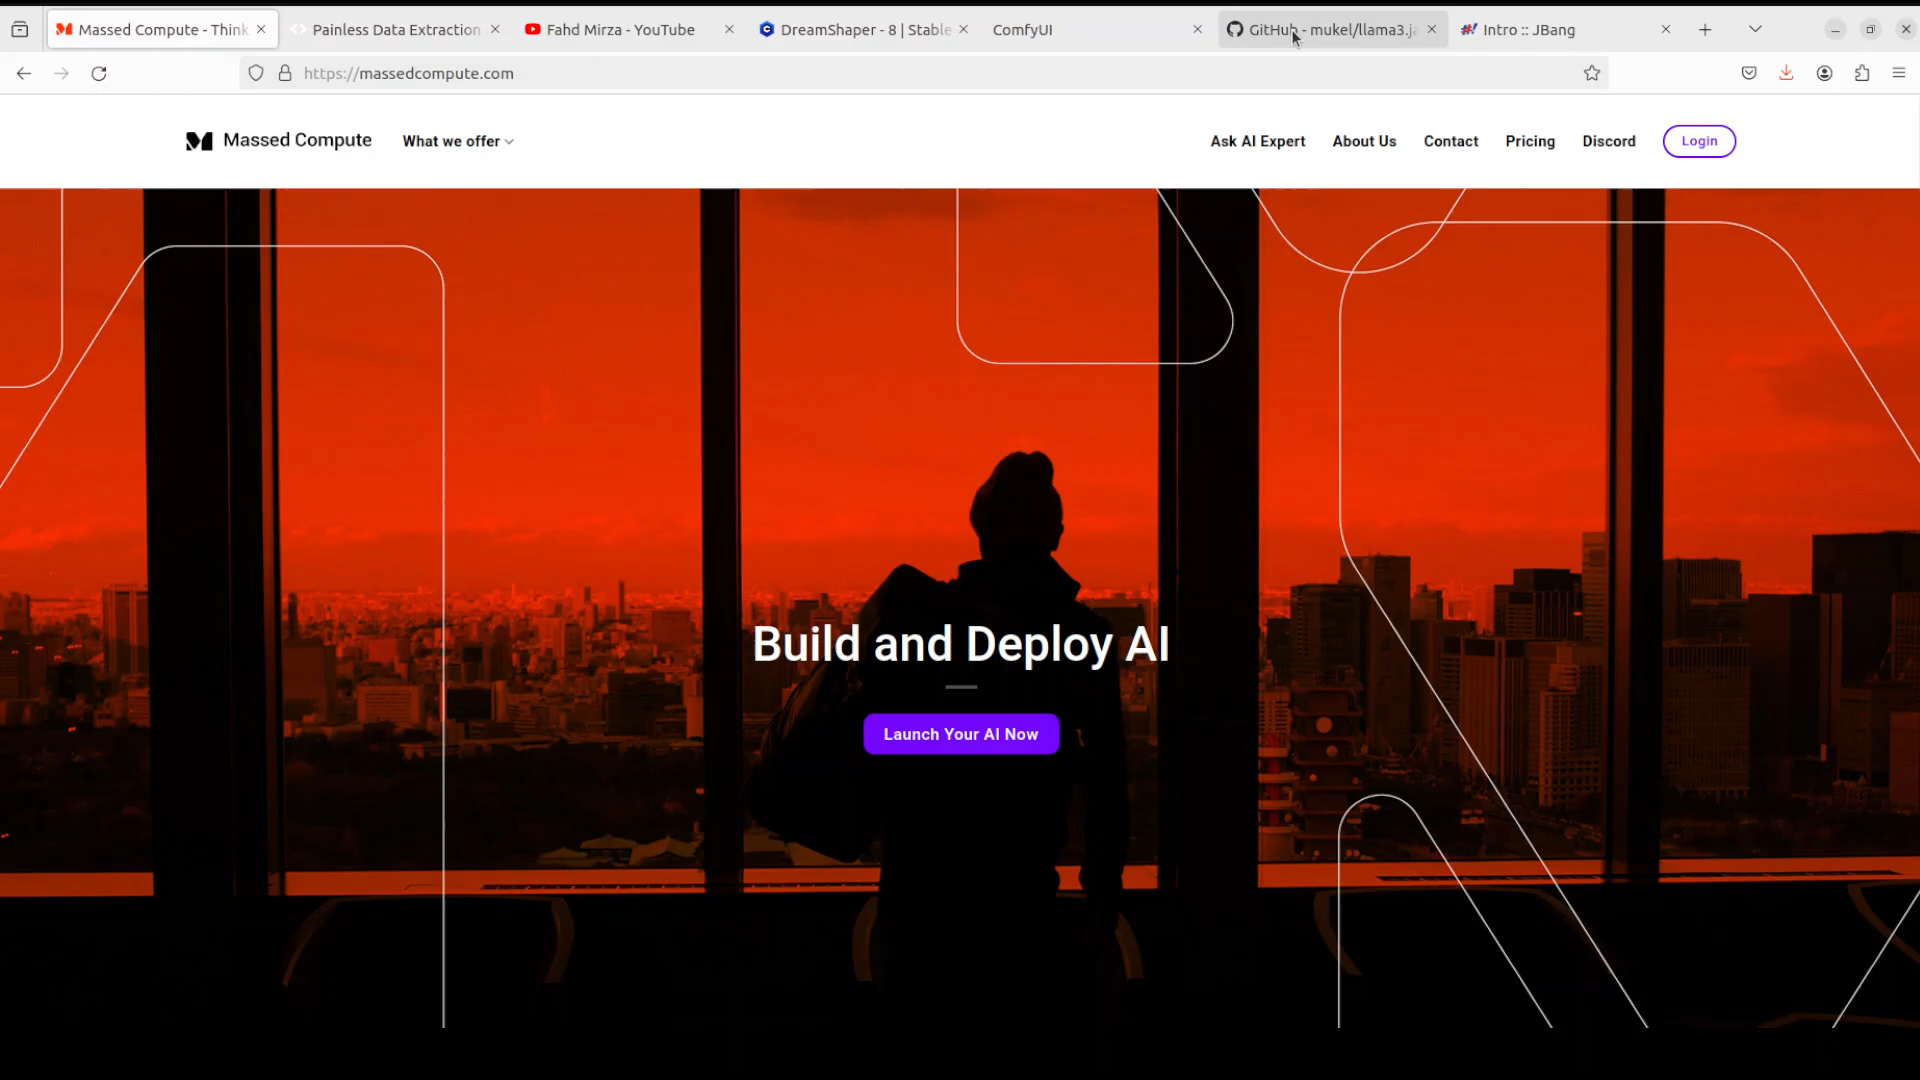 Massed Compute - Think
Painless Data Extraction
Fahd Mirza - YouTube
DreamShaper - 8 | Stable
ComfyUI
GitHub - mukel/llama3.ja
Intro :: JBang
https://massedcompute.com
Massed Compute
What we offer
Ask AI Expert
About Us
Contact
Pricing
Discord
Login
Build and Deploy AI
Launch Your AI Now